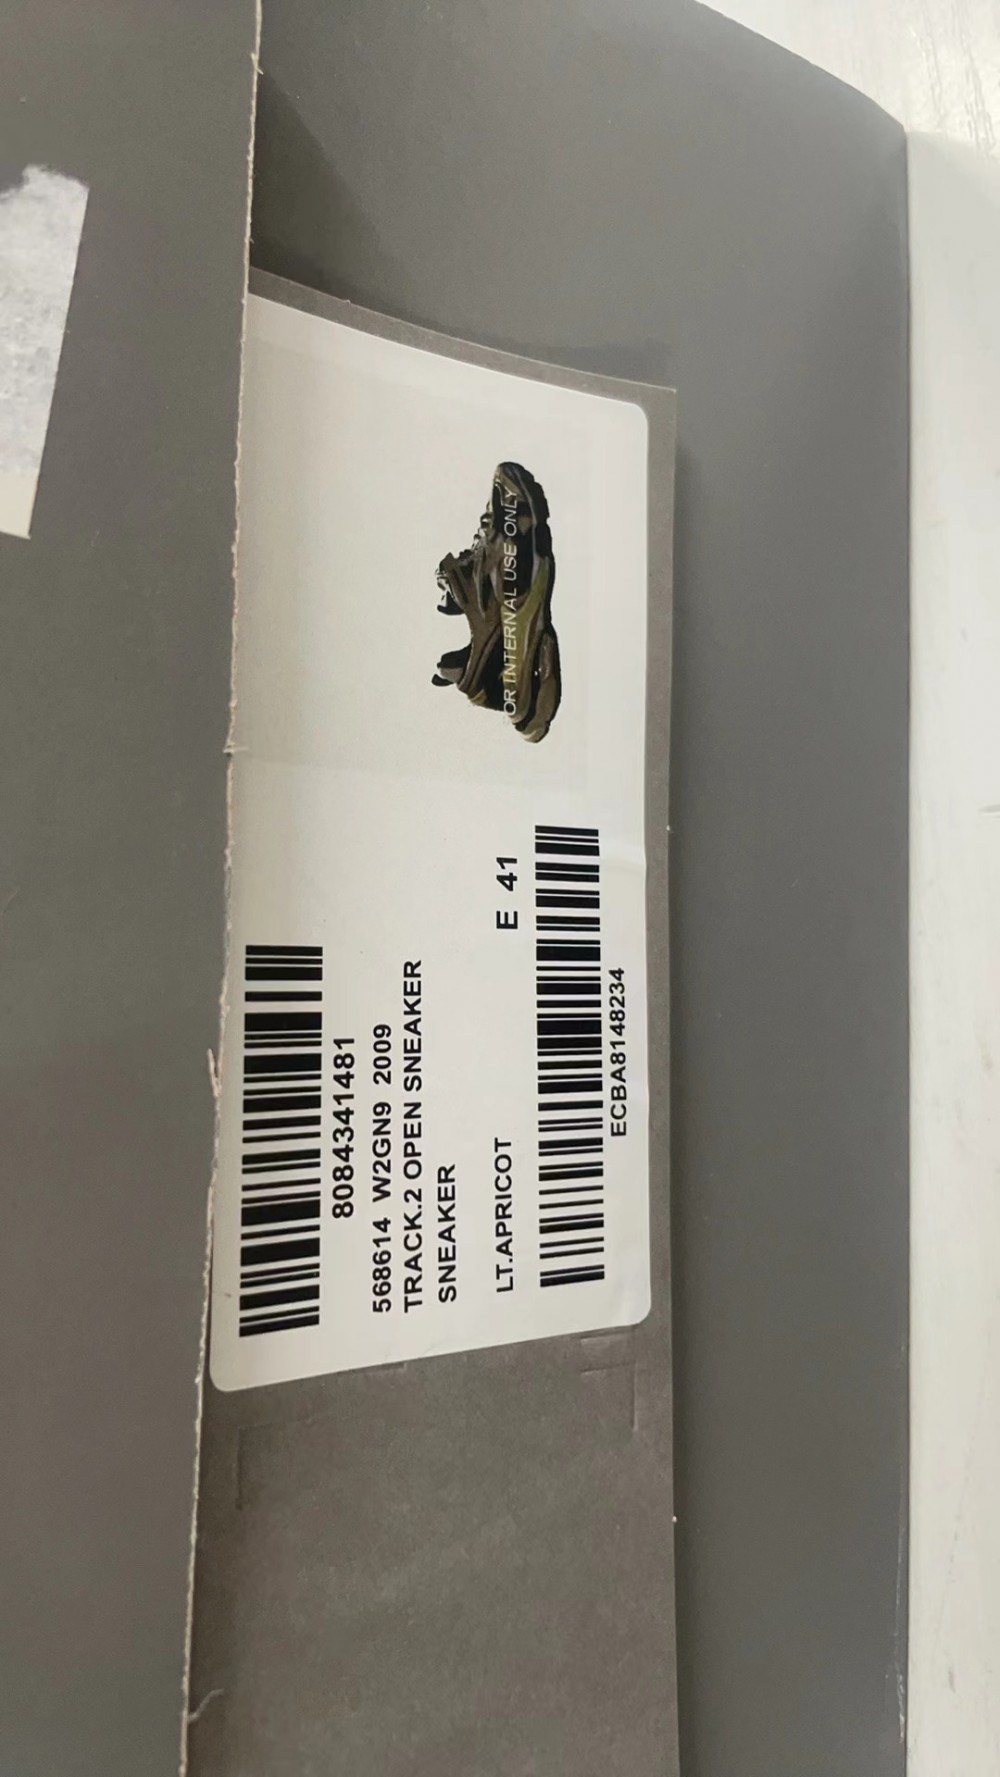 8084341481
568614 W2GN9 2009
TRACK.2 OPEN SNEAKER
SNEAKER
LT.APRICOT E 41
ECBA8148234
OR INTERNAL USE ONLY